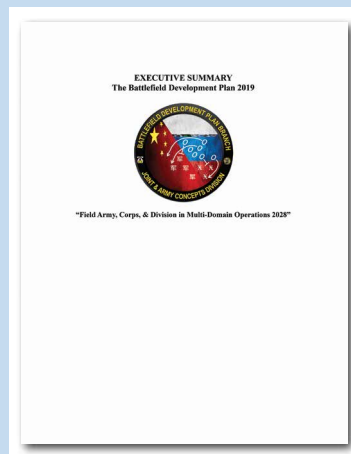 EXECUTIVE SUMMARY
The Battlefield Development Plan 2019
BATTLEFIELD DEVELOPMENT PLAN BRANCH
JOINT & ARMY CONCEPTS DIVISION
“Field Army, Corps, & Division in Multi-Domain Operations 2028”